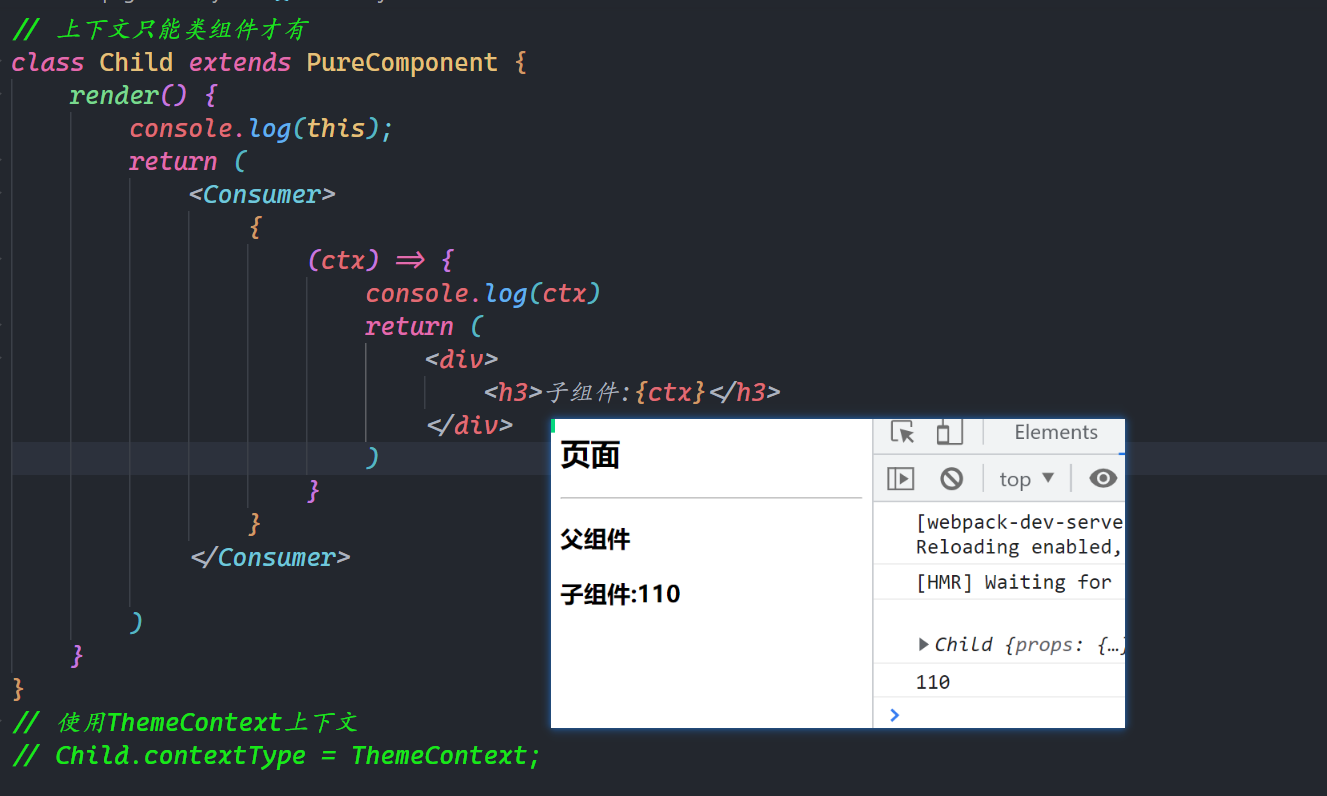 // 上下文只能类组件才有
class Child extends PureComponent {
render() {
console.log(this);
return (
<Consumer>
{
(ctx) => {
console.log(ctx)
return (
<div>
<h3>子组件:{ctx}</h3>
</div>
)
}
}
</Consumer>
)
}
}
// 使用ThemeContext上下文
// Child.contextType = ThemeContext;
页面
父组件
子组件:110
Elements
top
[webpack-dev-serve
Reloading enabled,
[HMR] Waiting for
Child {props: {…}
110